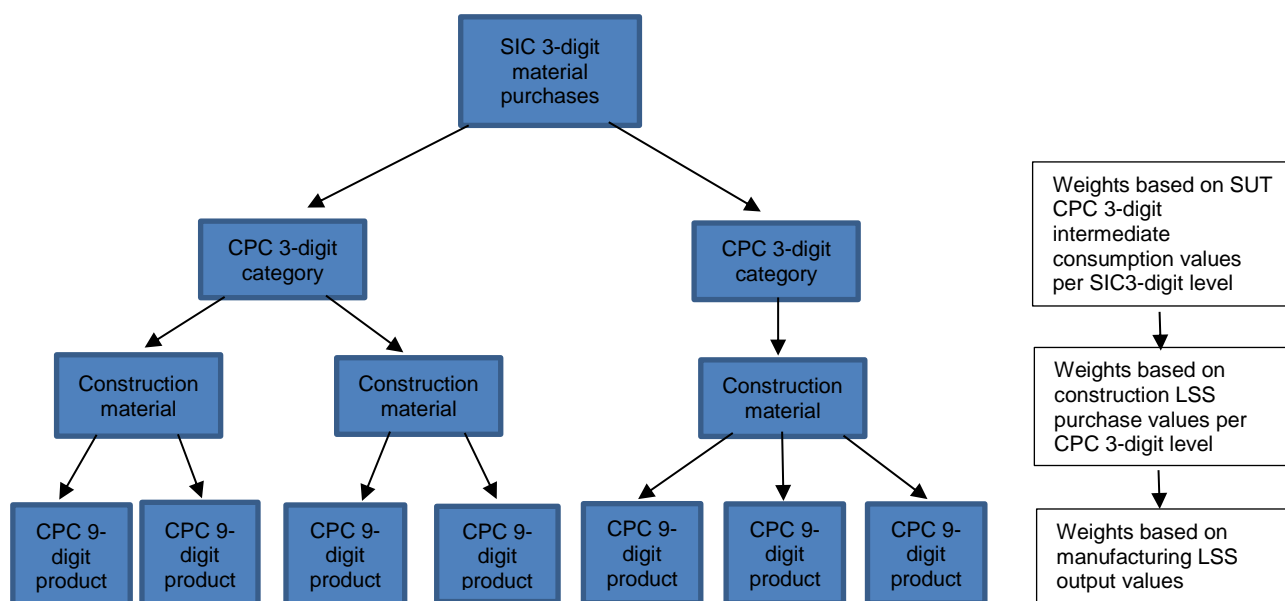 SIC 3-digit
material
purchases
CPC 3-digit
category
CPC 3-digit
category
Construction
material
Construction
material
Construction
material
CPC 9-
digit
product
CPC 9-
digit
product
CPC 9-
digit
product
CPC 9-
digit
product
CPC 9-
digit
product
CPC 9-
digit
product
CPC 9-
digit
product
Weights based on SUT
CPC 3-digit
intermediate
consumption values
per SIC3-digit level
Weights based on
construction LSS
purchase values per
CPC 3-digit level
Weights based on
manufacturing LSS
output values